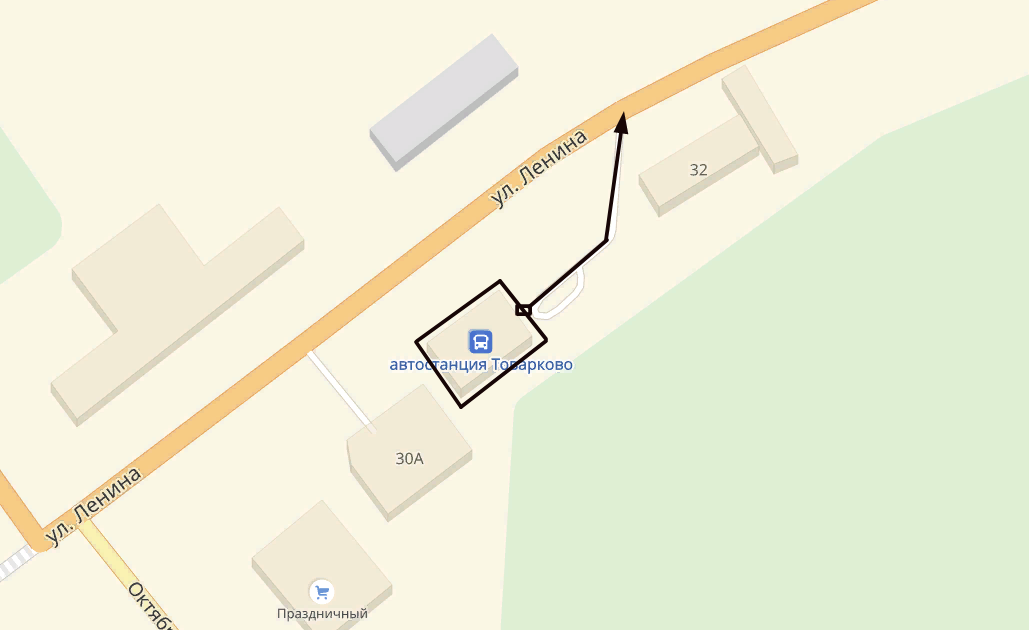 ул. Ленина
32
автостанция Товарково
30А
ул. Ленина
Праздничный